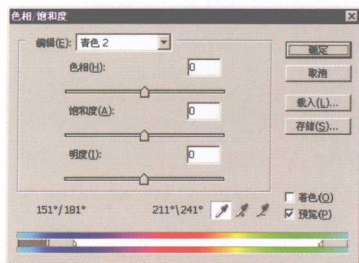 色相/饱和度
编辑(E): 青色 2
确定
色相(H): 0
取消
载入(L)...
饱和度(A): 0
存储(S)...
明度(I): 0
着色(O)
151°/181° 211°\241°
预览(P)